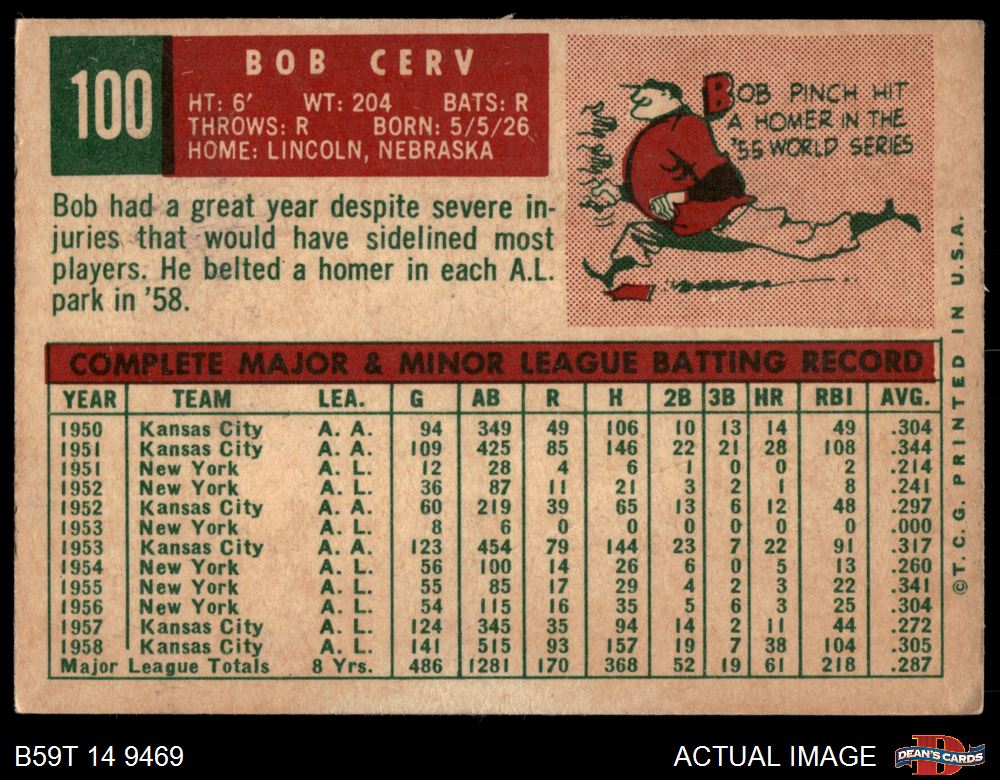 100
BOB CERV
HT: 6' WT: 204 BATS: R
THROWS: R BORN: 5/5/26
HOME: LINCOLN, NEBRASKA
BOB PINCH HIT
A HOMER IN THE
'55 WORLD SERIES
Bob had a great year despite severe in-
juries that would have sidelined most
players. He belted a homer in each A.L.
park in '58.
COMPLETE MAJOR & MINOR LEAGUE BATTING RECORD
YEAR TEAM LEA. G AB R H 2B 3B HR RBI AVG.
1950 Kansas City A. A. 94 349 49 106 10 13 14 49 .304
1951 Kansas City A. A. 109 425 85 146 22 21 28 108 .344
1951 New York A. L. 12 28 4 6 1 0 0 2 .214
1952 New York A. L. 36 87 11 21 3 2 1 8 .241
1952 Kansas City A. A. 60 219 39 65 13 6 12 48 .297
1953 New York A. L. 8 6 0 0 0 0 0 0 .000
1953 Kansas City A. A. 123 454 79 144 23 7 22 91 .317
1954 New York A. L. 56 100 14 26 6 0 5 13 .260
1955 New York A. L. 55 85 17 29 4 2 3 22 .341
1956 New York A. L. 54 115 16 35 5 6 3 25 .304
1957 Kansas City A. L. 124 345 35 94 14 2 11 44 .272
1958 Kansas City A. L. 141 515 93 157 19 7 38 104 .305
Major League Totals 8 Yrs. 486 1281 170 368 52 19 61 218 .287
© T. C. G. PRINTED IN U.S.A.
B59T 14 9469
ACTUAL IMAGE
D
DEAN'S CARDS